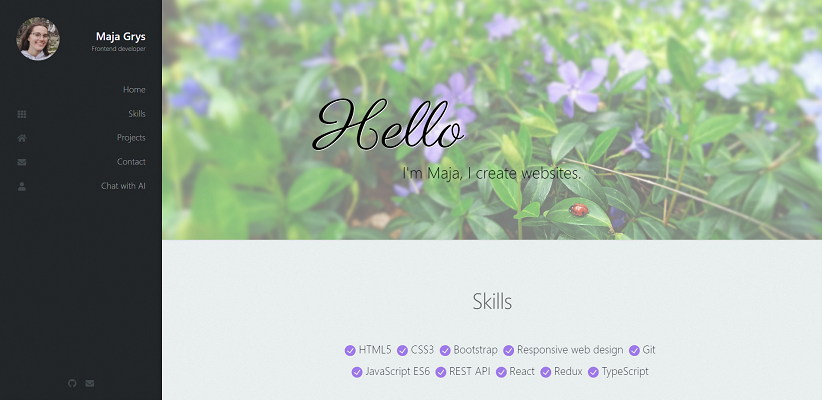 Maja Grys
Frontend developer
Home
Skills
Projects
Contact
Chat with AI
Hello
I'm Maja, I create websites.
Skills
HTML5 CSS3 Bootstrap Responsive web design Git
JavaScript ES6 REST API React Redux TypeScript